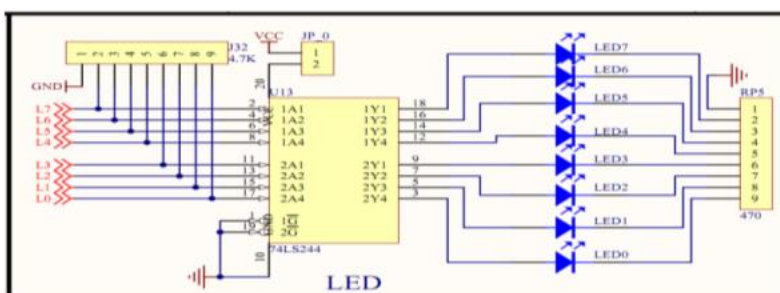 VCC
JP_0
J32
4.7K
1 2 3 4 5 6 7 8 9
1
2
GND
20
U13
L7
L6
L5
L4
L3
L2
L1
L0
2
4
6
8
11
13
15
17
1
19
10
1A1
1A2
1A3
1A4
2A1
2A2
2A3
2A4
1G
2G
GND
1Y1
1Y2
1Y3
1Y4
2Y1
2Y2
2Y3
2Y4
18
16
14
12
9
7
5
3
74LS244
LED7
LED6
LED5
LED4
LED3
LED2
LED1
LED0
RP5
1
2
3
4
5
6
7
8
9
470
LED